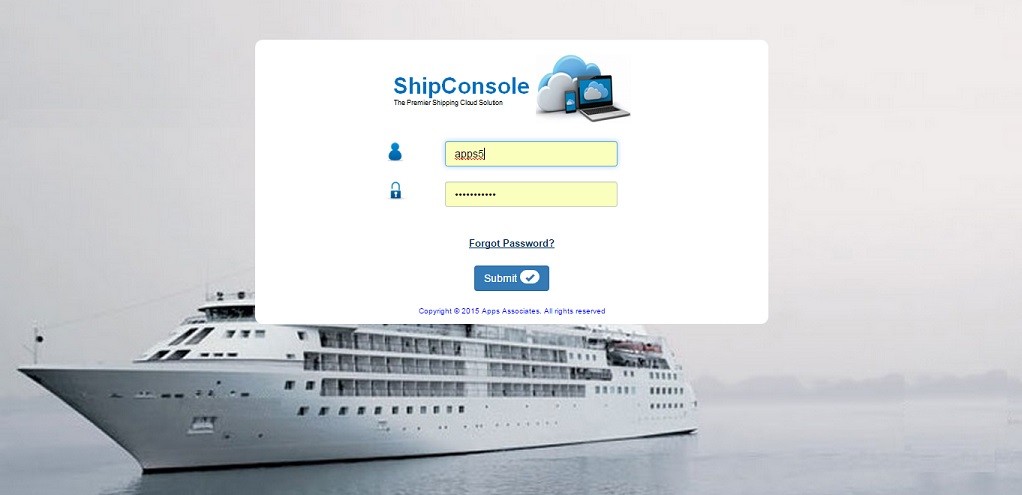 ShipConsole
The Premier Shipping Cloud Solution
apps5
Forgot Password?
Submit
Copyright © 2015 Apps Associates. All rights reserved